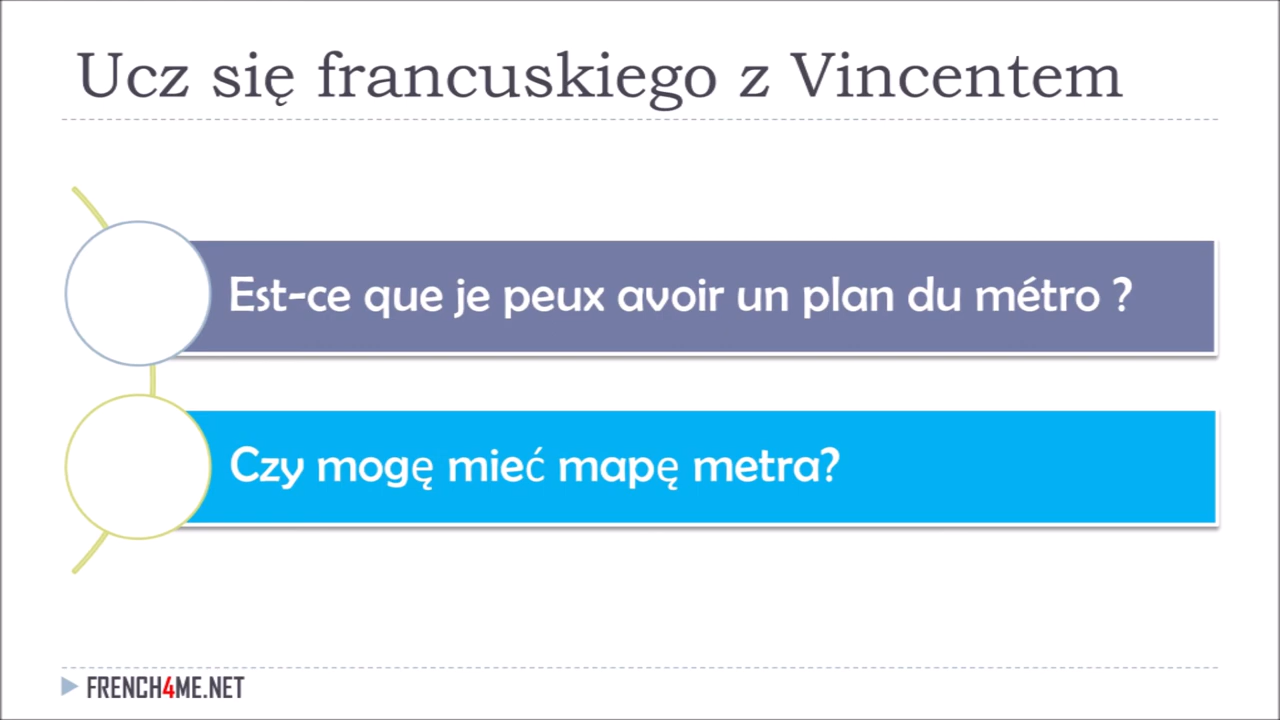 Ucz się francuskiego z Vincentem
Est-ce que je peux avoir un plan du métro ?
Czy mogę mieć mapę metra?
FRENCH4ME.NET